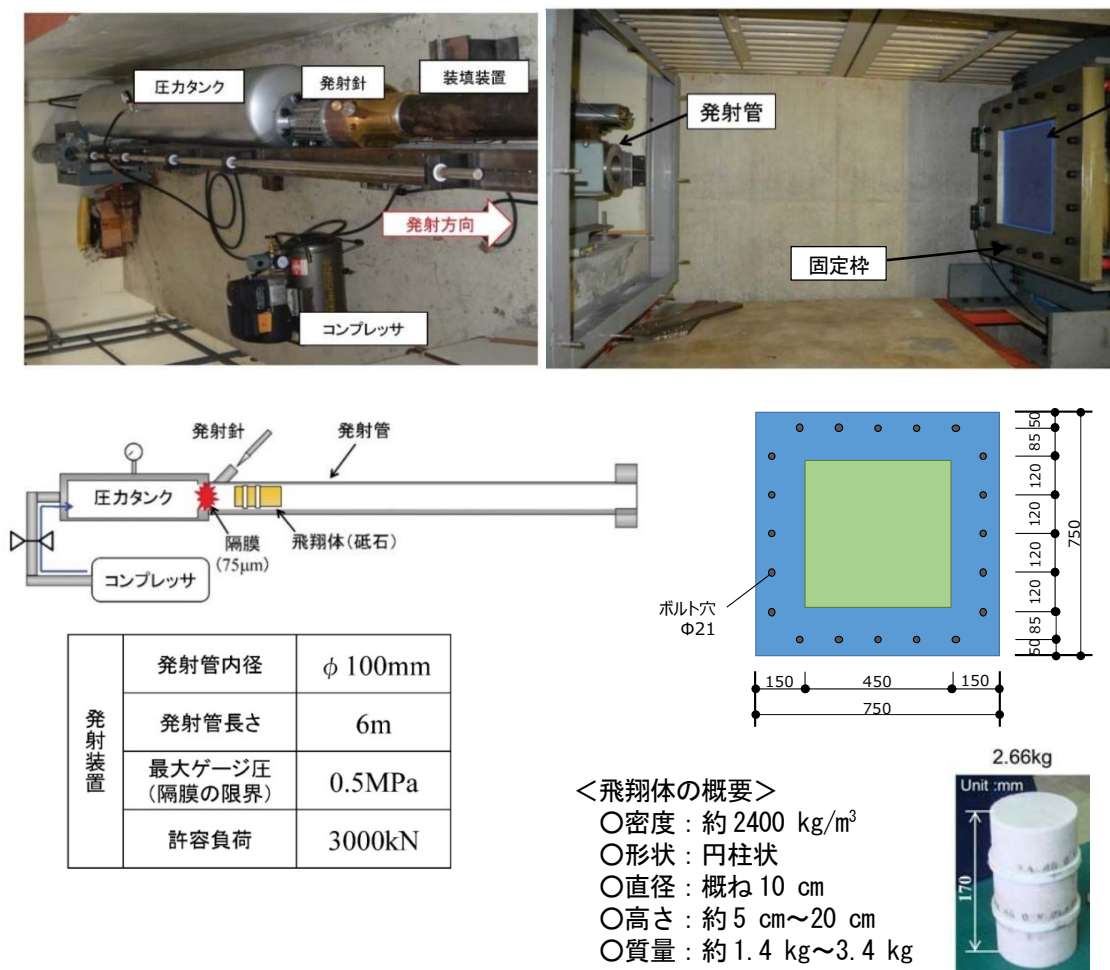 圧力タンク
発射針
装填装置
発射方向
コンプレッサ
発射管
固定枠
発射針
発射管
圧力タンク
隔膜
(75μm)
飛翔体(砥石)
コンプレッサ
発射装置
発射管内径
φ 100mm
発射管長さ
6m
最大ゲージ圧
(隔膜の限界)
0.5MPa
許容負荷
3000kN
ボルト穴
Φ21
50
85
120
120
120
120
85
50
750
150
450
150
750
2.66kg
Unit :mm
170
<飛翔体の概要>
○密度:約 2400 kg/m³
○形状:円柱状
○直径:概ね 10 cm
○高さ:約 5 cm~20 cm
○質量:約 1.4 kg~3.4 kg